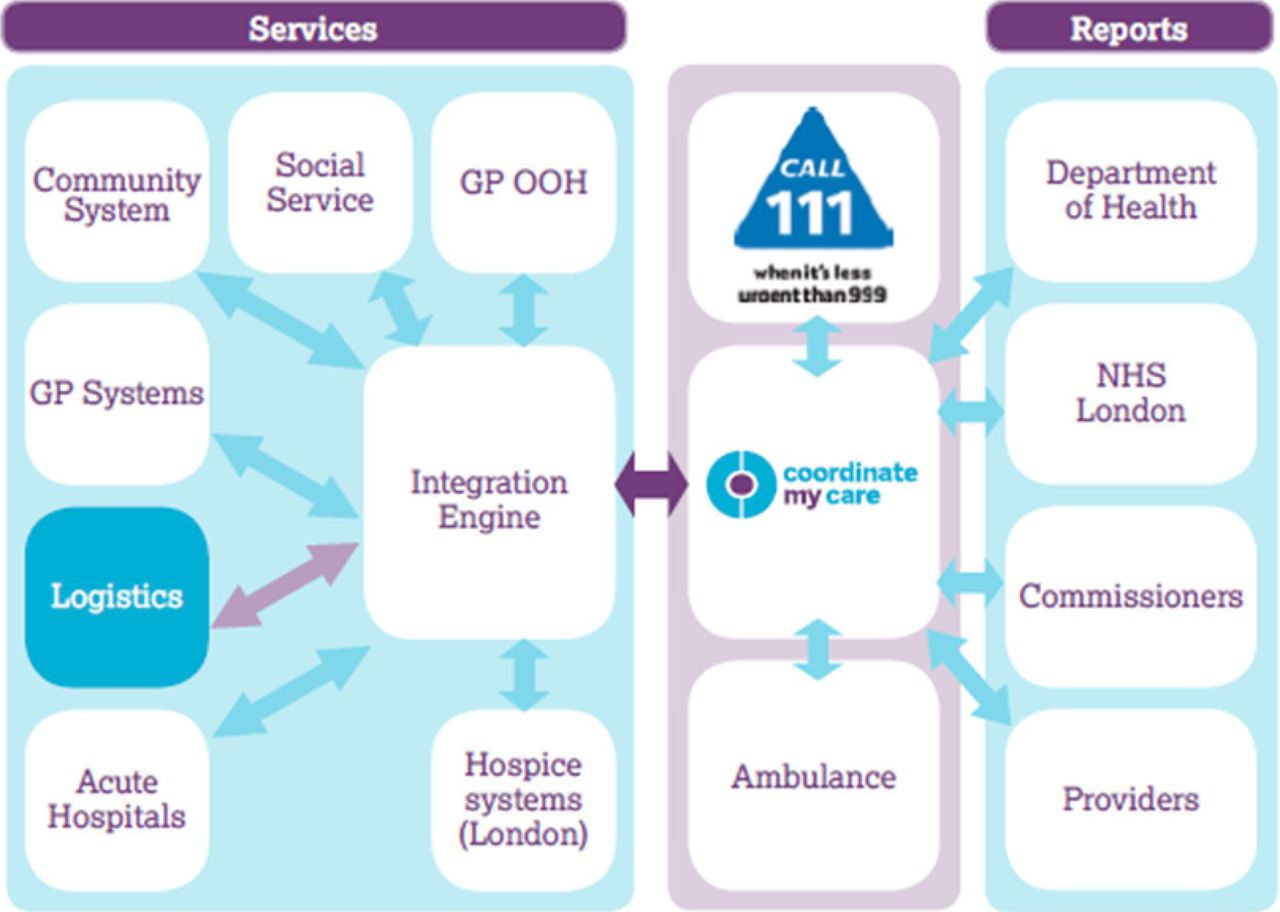 Services
Reports
Community
System
Social
Service
GP OOH
CALL
111
when it's less
urgent than 999
Department
of Health
GP Systems
NHS
London
Integration
Engine
coordinate
my care
Logistics
Commissioners
Acute
Hospitals
Hospice
systems
(London)
Ambulance
Providers